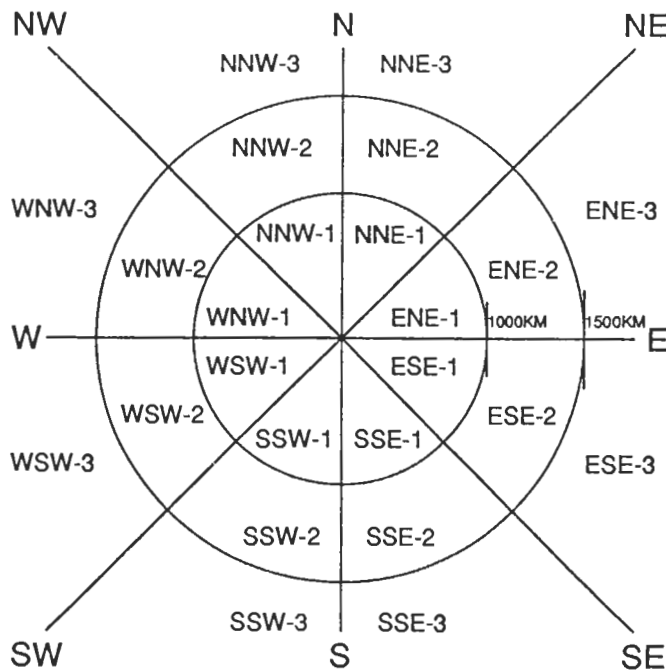 NW N NE
NNW-3 NNE-3
NNW-2 NNE-2
WNW-3 ENE-3
NNW-1 NNE-1
WNW-2 ENE-2
WNW-1 ENE-1 1000KM 1500KM
W E
WSW-1 ESE-1
WSW-2 ESE-2
SSW-1 SSE-1
WSW-3 ESE-3
SSW-2 SSE-2
SSW-3 SSE-3
SW S SE